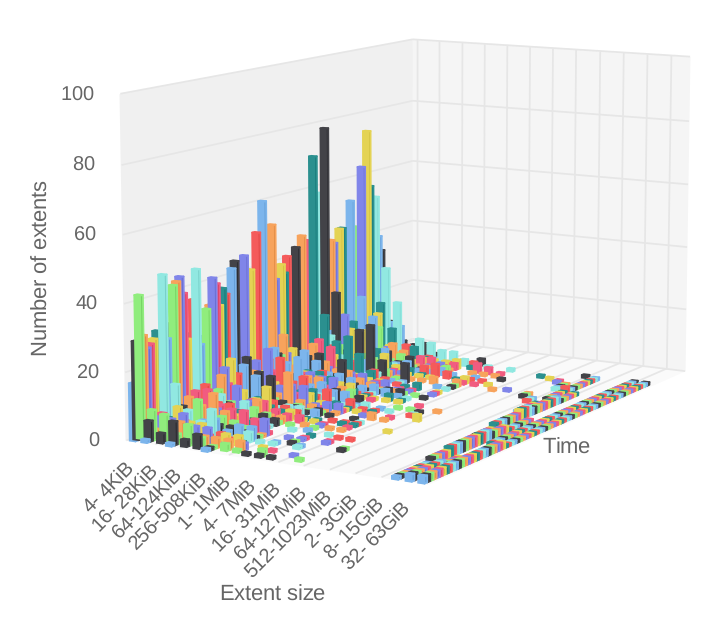 100
80
60
40
20
0
Number of extents
4- 4KiB
16- 28KiB
64-124KiB
256-508KiB
1- 1MiB
4- 7MiB
16- 31MiB
64-127MiB
512-1023MiB
2- 3GiB
8- 15GiB
32- 63GiB
Extent size
Time